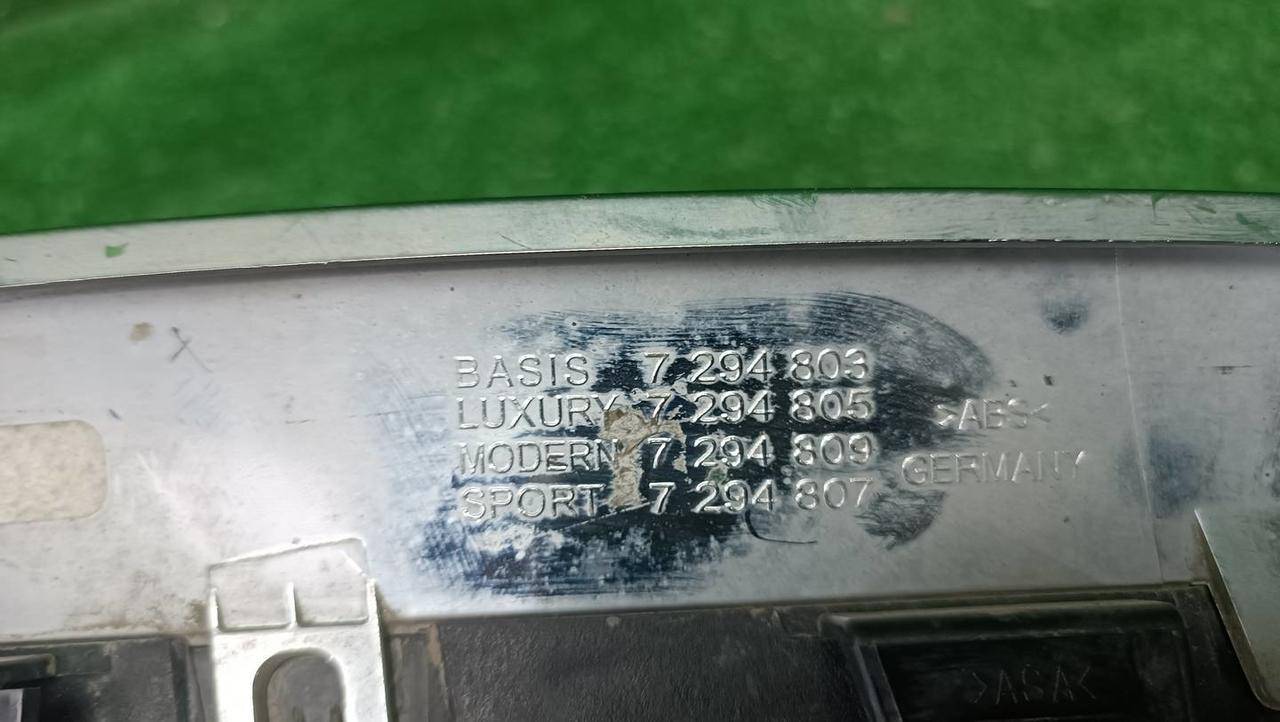 BASIS 7 294 803
LUXURY 7 294 805
MODERN 7 294 809
SPORT 7 294 807
>ABS<
GERMANY
>ASA<